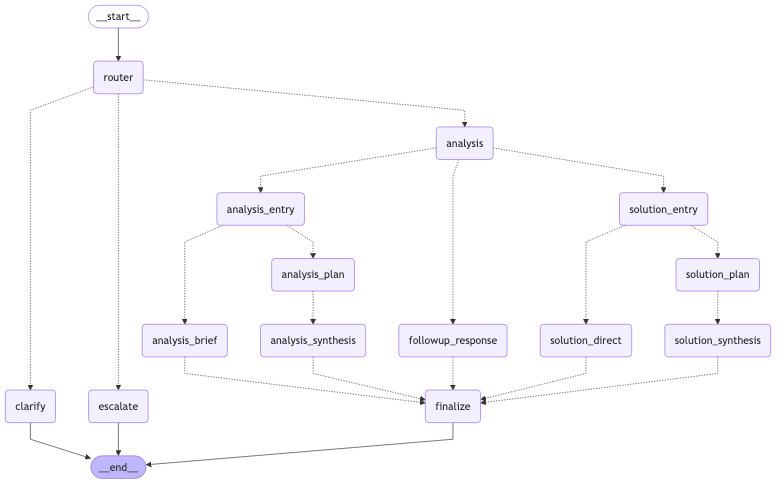 __start__
router
analysis
analysis_entry
solution_entry
analysis_plan
solution_plan
analysis_brief
analysis_synthesis
followup_response
solution_direct
solution_synthesis
clarify
escalate
finalize
__end__